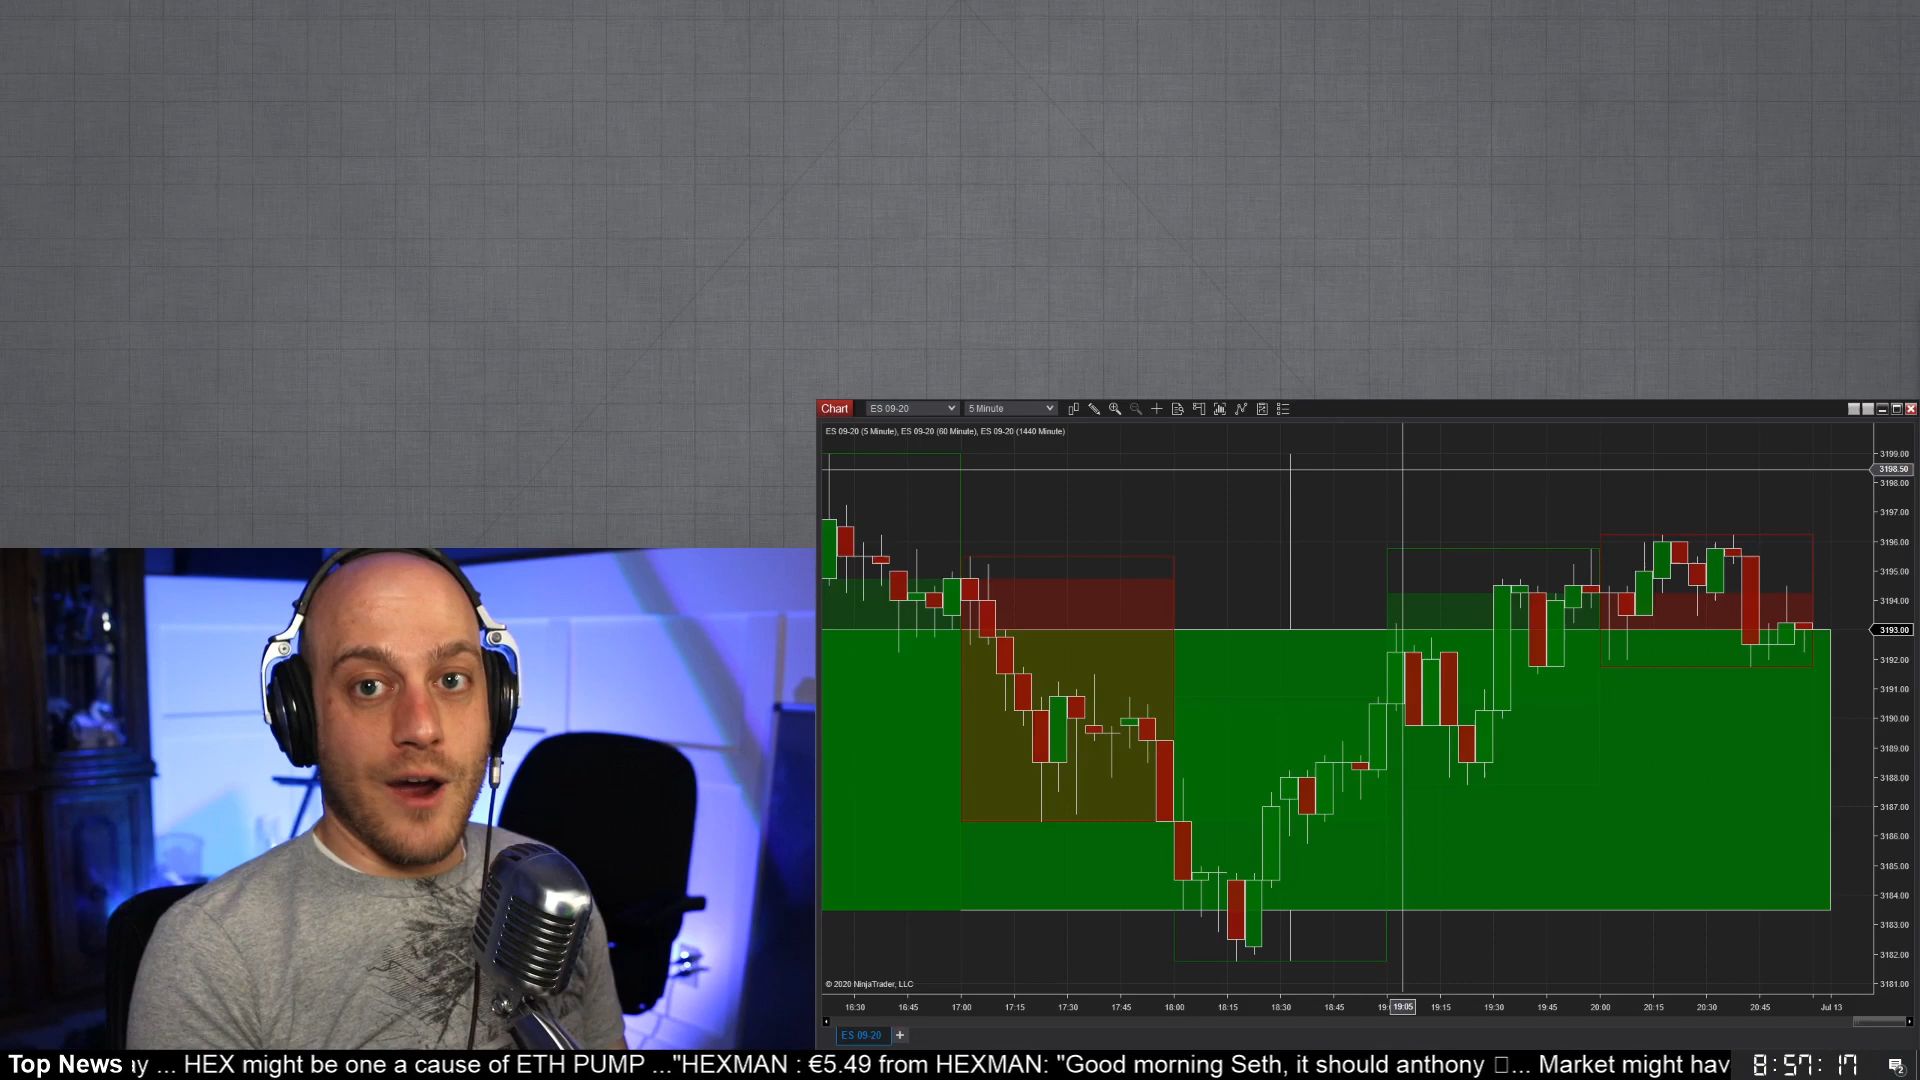 Chart
ES 09-20
5 Minute
ES 09-20 (5 Minute), ES 09-20 (60 Minute), ES 09-20 (1440 Minute)
3199.00
3198.50
3198.00
3197.00
3196.00
3195.00
3194.00
3193.00
3192.00
3191.00
3190.00
3189.00
3188.00
3187.00
3186.00
3185.00
3184.00
3183.00
3182.00
3181.00
© 2020 NinjaTrader, LLC
16:30 16:45 17:00 17:15 17:30 17:45 18:00 18:15 18:30 18:45 19:05 19:15 19:30 19:45 20:00 20:15 20:30 20:45 Jul 13
ES 09-20 +
Top News ay ... HEX might be one a cause of ETH PUMP ..."HEXMAN : €5.49 from HEXMAN: "Good morning Seth, it should anthony ▯... Market might hav 8:57:17 2